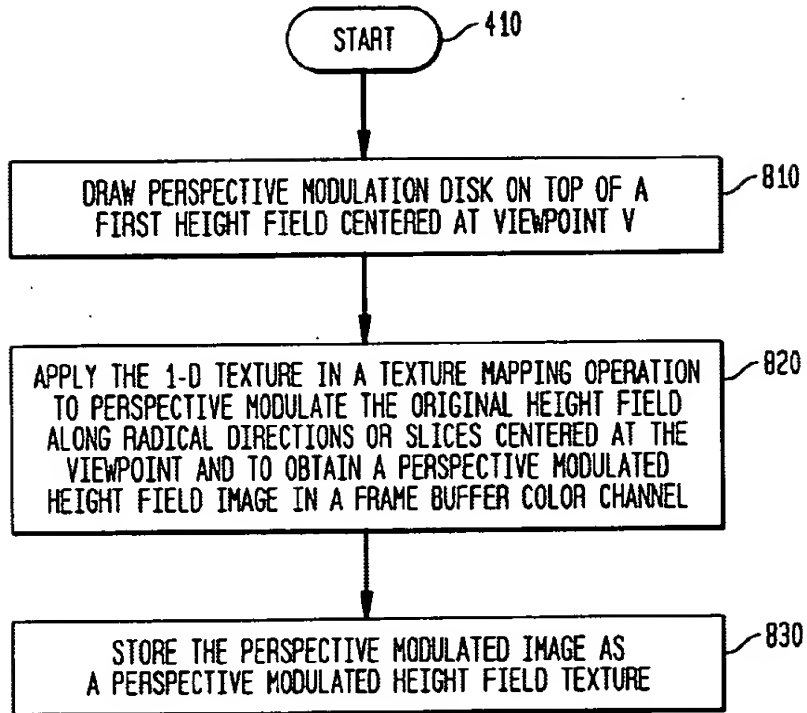 START
410
DRAW PERSPECTIVE MODULATION DISK ON TOP OF A
FIRST HEIGHT FIELD CENTERED AT VIEWPOINT V
810
APPLY THE 1-D TEXTURE IN A TEXTURE MAPPING OPERATION
TO PERSPECTIVE MODULATE THE ORIGINAL HEIGHT FIELD
ALONG RADICAL DIRECTIONS OR SLICES CENTERED AT THE
VIEWPOINT AND TO OBTAIN A PERSPECTIVE MODULATED
HEIGHT FIELD IMAGE IN A FRAME BUFFER COLOR CHANNEL
820
STORE THE PERSPECTIVE MODULATED IMAGE AS
A PERSPECTIVE MODULATED HEIGHT FIELD TEXTURE
830